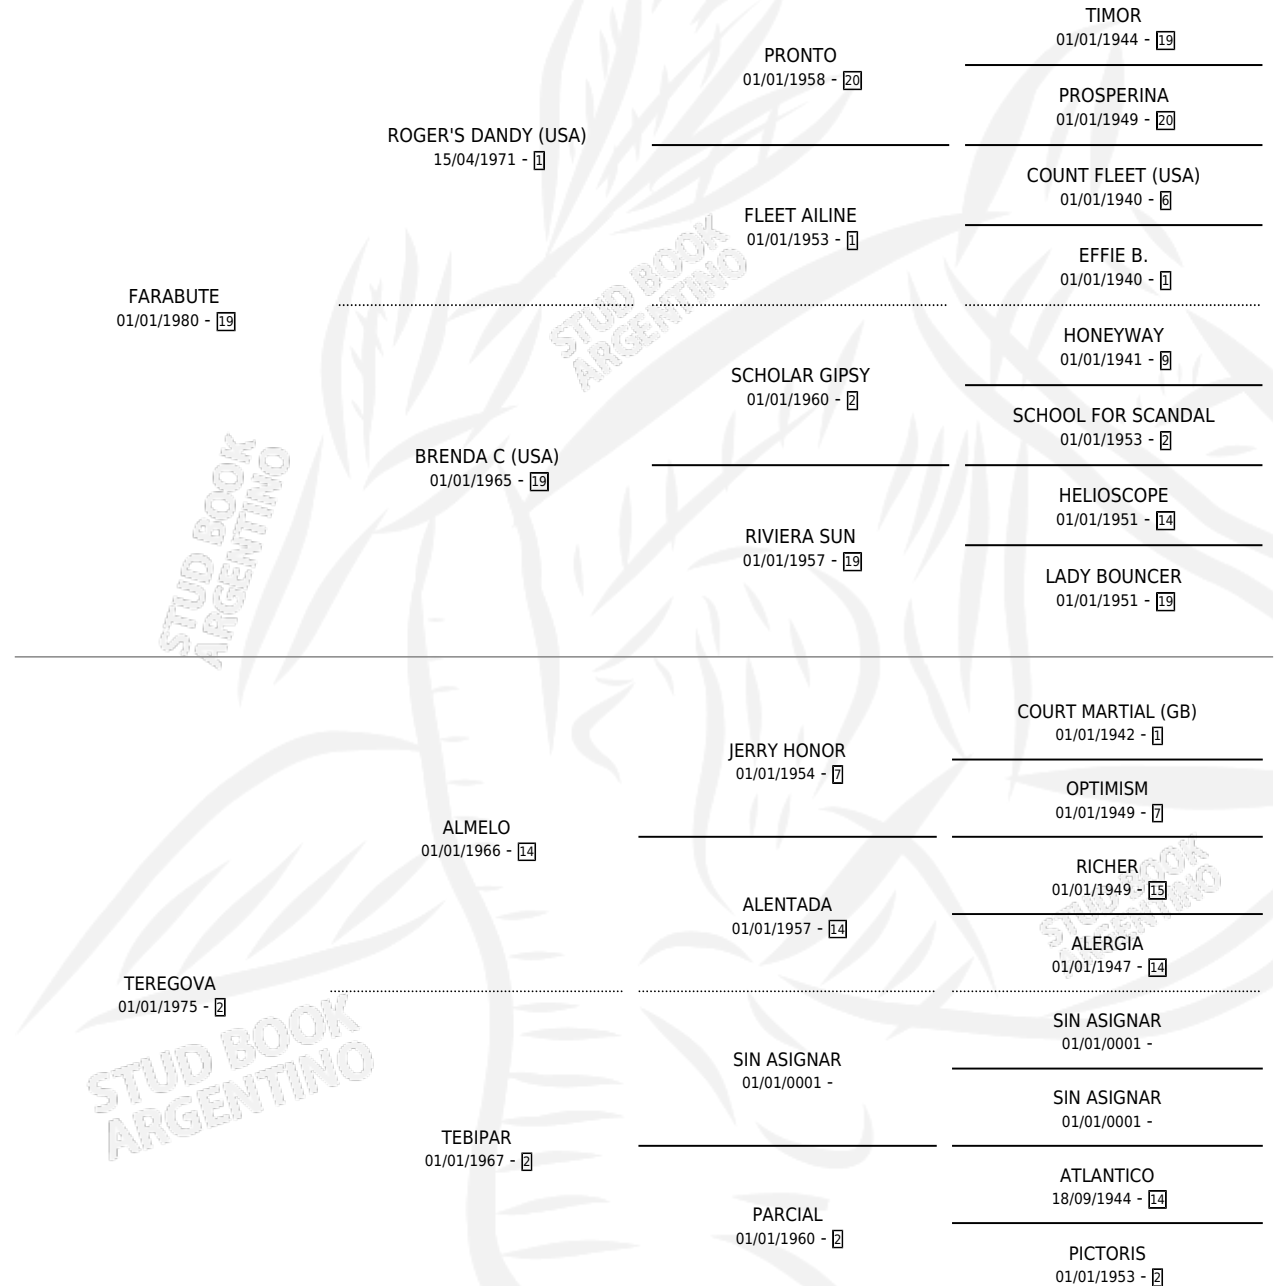 TIMOR
01/01/1944 - 19
PRONTO
01/01/1958 - 20
PROSPERINA
01/01/1949 - 20
ROGER'S DANDY (USA)
15/04/1971 - 1
COUNT FLEET (USA)
01/01/1940 - 6
FLEET AILINE
01/01/1953 - 1
EFFIE B.
01/01/1940 - 1
FARABUTE
01/01/1980 - 19
HONEYWAY
01/01/1941 - 9
SCHOLAR GIPSY
01/01/1960 - 2
SCHOOL FOR SCANDAL
01/01/1953 - 2
BRENDA C (USA)
01/01/1965 - 19
HELIOSCOPE
01/01/1951 - 14
RIVIERA SUN
01/01/1957 - 19
LADY BOUNCER
01/01/1951 - 19
STUD BOOK
ARGENTINO
STUD BOOK
ARGENTINO
COURT MARTIAL (GB)
01/01/1942 - 1
JERRY HONOR
01/01/1954 - 7
OPTIMISM
01/01/1949 - 7
ALMELO
01/01/1966 - 14
RICHER
01/01/1949 - 15
ALENTADA
01/01/1957 - 14
ALERGIA
01/01/1947 - 14
TEREGOVA
01/01/1975 - 2
SIN ASIGNAR
01/01/0001 -
SIN ASIGNAR
01/01/0001 -
SIN ASIGNAR
01/01/0001 -
TEBIPAR
01/01/1967 - 2
ATLANTICO
18/09/1944 - 14
PARCIAL
01/01/1960 - 2
PICTORIS
01/01/1953 - 2
STUD BOOK
ARGENTINO
STUD BOOK
ARGENTINO